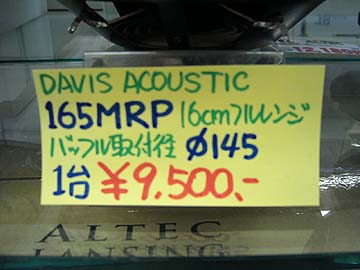 DAVIS ACOUSTIC
165MRP 16cmフルレンジ
バッフル取付径 φ145
1台 ¥9,500,-
ALTEC
LANSING